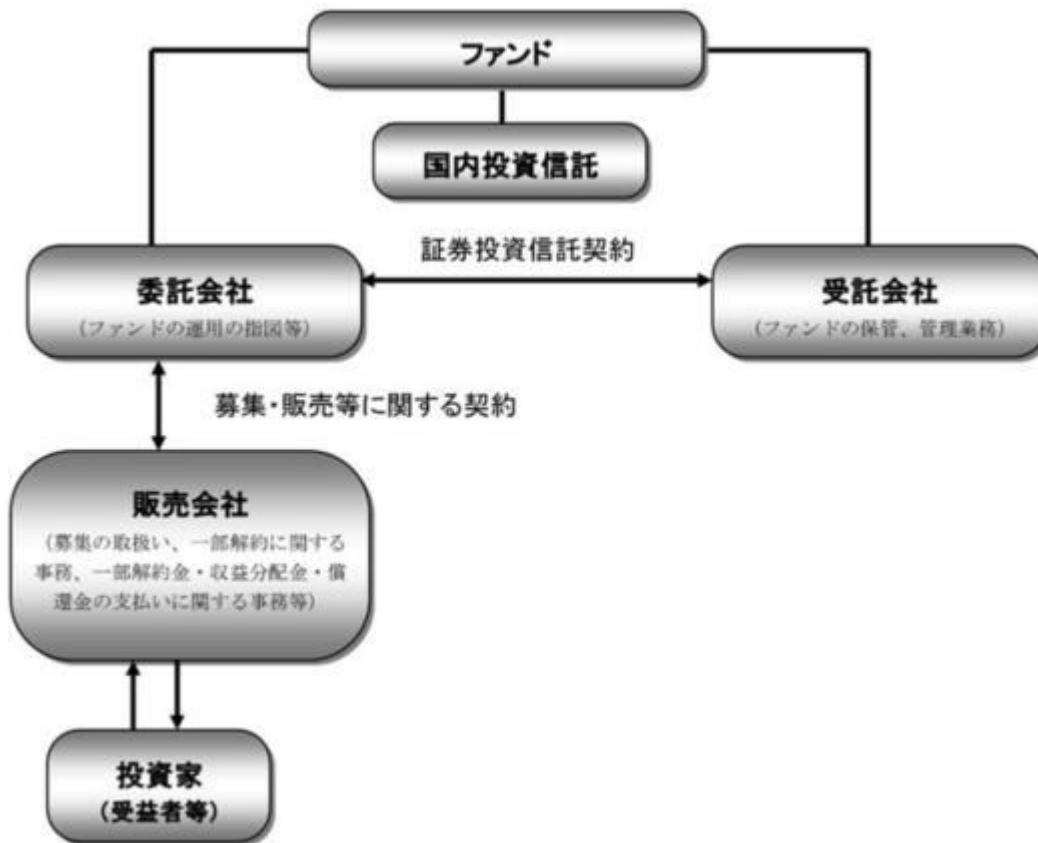 ファンド
国内投資信託
証券投資信託契約
委託会社
（ファンドの運用の指図等）
受託会社
（ファンドの保管、管理業務）
募集・販売等に関する契約
販売会社
（募集の取扱い、一部解約に関する
事務、一部解約金・収益分配金・償
還金の支払いに関する事務等）
投資家
（受益者等）